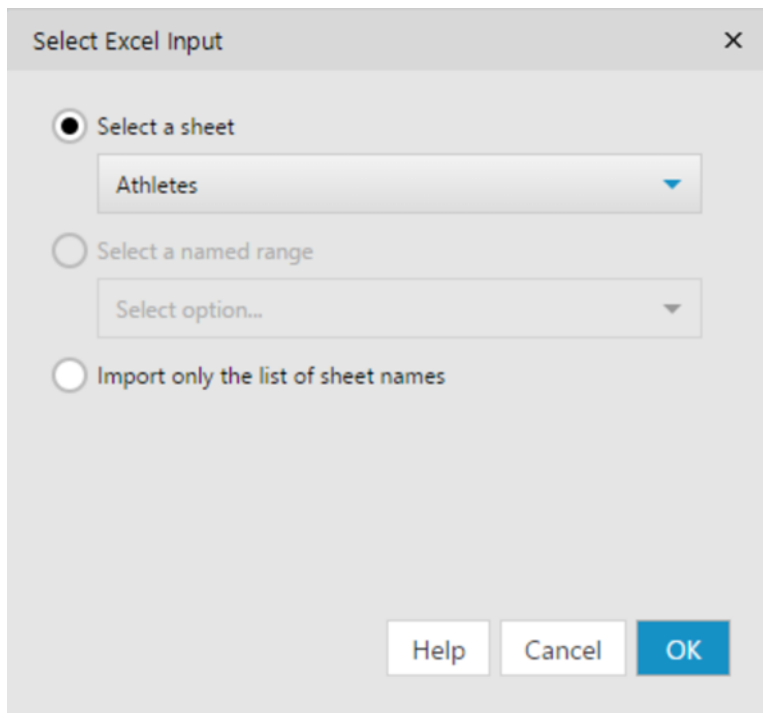 Select Excel Input
Select a sheet
Athletes
Select a named range
Select option...
Import only the list of sheet names
Help Cancel OK